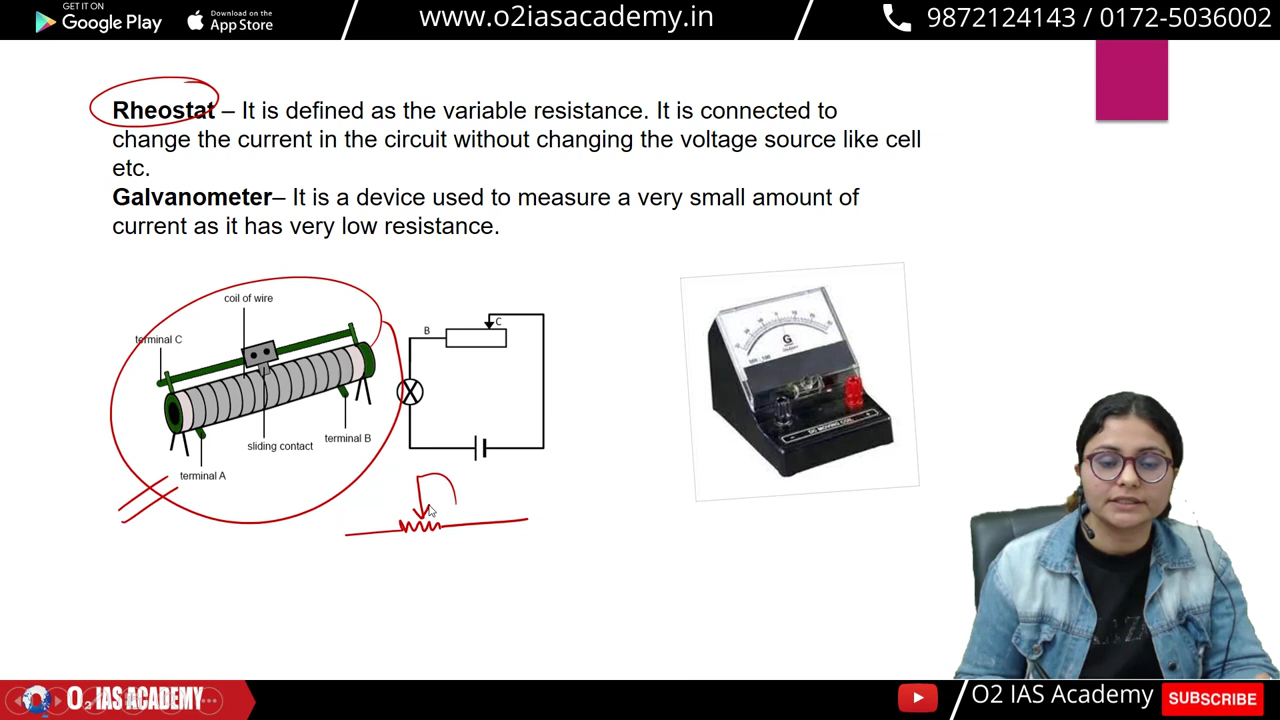 GET IT ON
Google Play
Download on the
App Store
www.o2iasacademy.in
9872124143 / 0172-5036002
Rheostat – It is defined as the variable resistance. It is connected to
change the current in the circuit without changing the voltage source like cell
etc.
Galvanometer– It is a device used to measure a very small amount of
current as it has very low resistance.
coil of wire
terminal C
sliding contact
terminal B
terminal A
B
C
G
DC MOVING COIL
O2 IAS ACADEMY
O2 IAS Academy
SUBSCRIBE